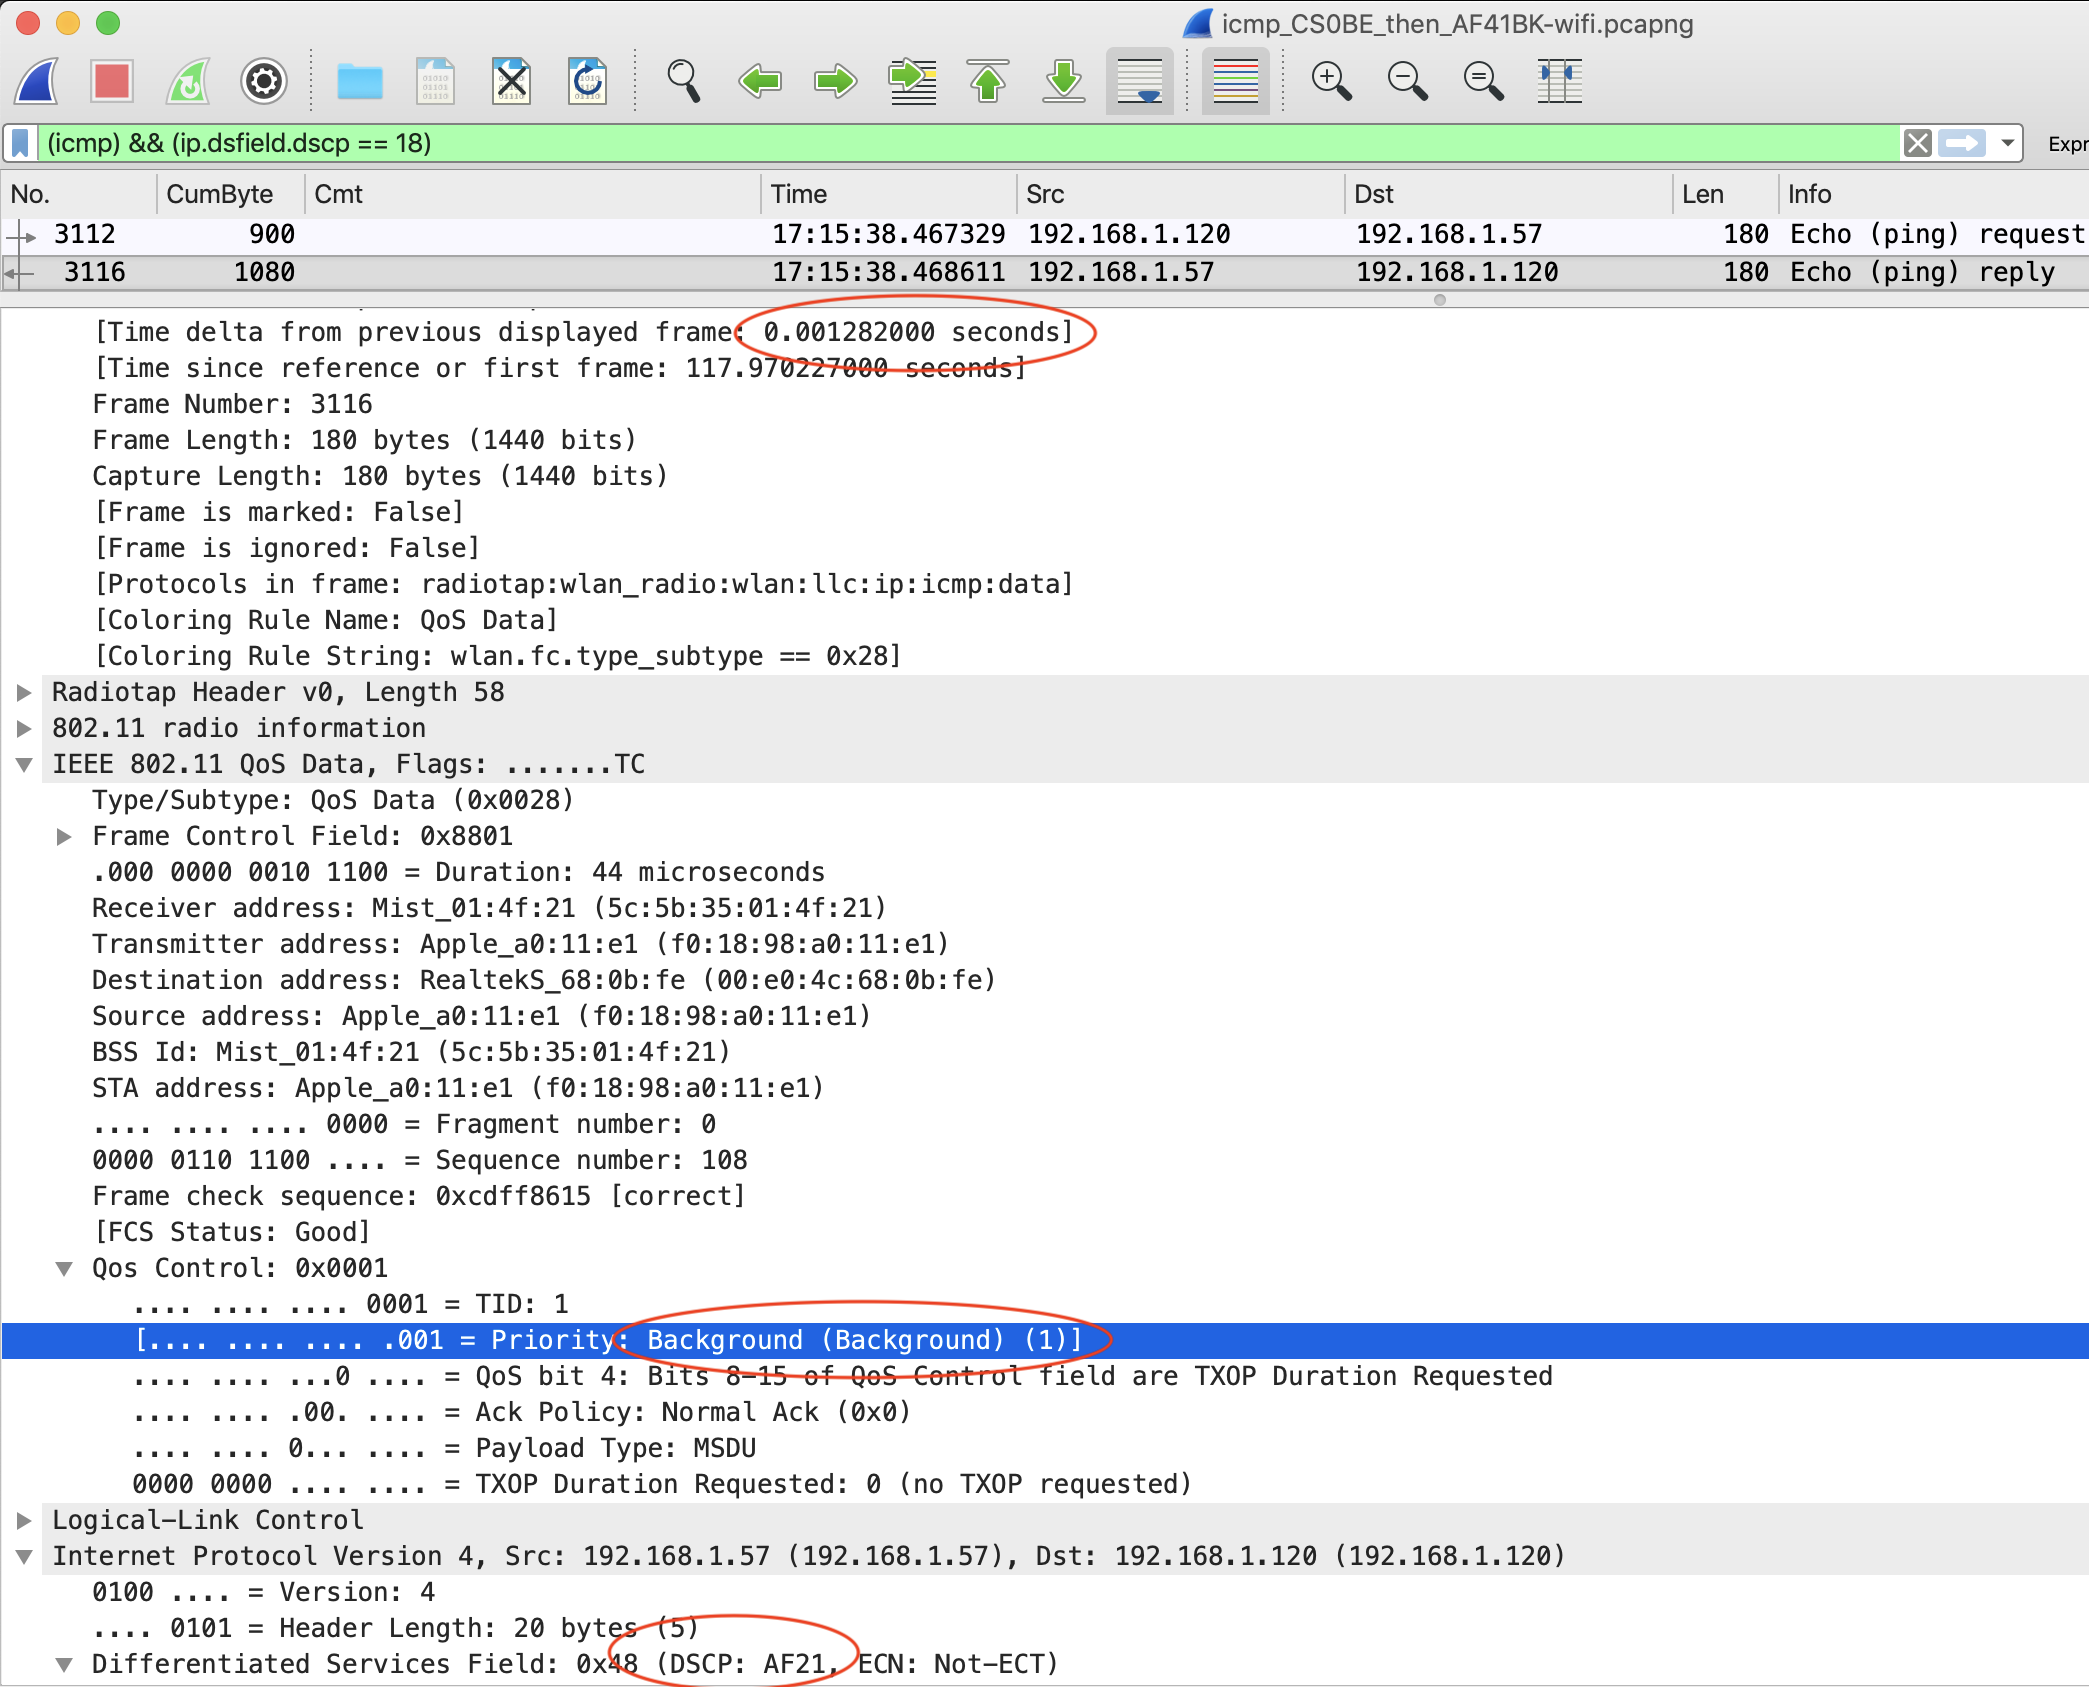 icmp_CS0BE_then_AF41BK-wifi.pcapng
(icmp) && (ip.dsfield.dscp == 18)
Expr
No. CumByte Cmt Time Src Dst Len Info
3112 900 17:15:38.467329 192.168.1.120 192.168.1.57 180 Echo (ping) request
3116 1080 17:15:38.468611 192.168.1.57 192.168.1.120 180 Echo (ping) reply
[Time delta from previous displayed frame: 0.001282000 seconds]
[Time since reference or first frame: 117.970227000 seconds]
Frame Number: 3116
Frame Length: 180 bytes (1440 bits)
Capture Length: 180 bytes (1440 bits)
[Frame is marked: False]
[Frame is ignored: False]
[Protocols in frame: radiotap:wlan_radio:wlan:llc:ip:icmp:data]
[Coloring Rule Name: QoS Data]
[Coloring Rule String: wlan.fc.type_subtype == 0x28]
Radiotap Header v0, Length 58
802.11 radio information
IEEE 802.11 QoS Data, Flags: .......TC
Type/Subtype: QoS Data (0x0028)
Frame Control Field: 0x8801
.000 0000 0010 1100 = Duration: 44 microseconds
Receiver address: Mist_01:4f:21 (5c:5b:35:01:4f:21)
Transmitter address: Apple_a0:11:e1 (f0:18:98:a0:11:e1)
Destination address: RealtekS_68:0b:fe (00:e0:4c:68:0b:fe)
Source address: Apple_a0:11:e1 (f0:18:98:a0:11:e1)
BSS Id: Mist_01:4f:21 (5c:5b:35:01:4f:21)
STA address: Apple_a0:11:e1 (f0:18:98:a0:11:e1)
.... .... .... 0000 = Fragment number: 0
0000 0110 1100 .... = Sequence number: 108
Frame check sequence: 0xcdff8615 [correct]
[FCS Status: Good]
Qos Control: 0x0001
.... .... .... 0001 = TID: 1
[.... .... .... .001 = Priority: Background (Background) (1)]
.... .... ...0 .... = QoS bit 4: Bits 8-15 of QoS Control field are TXOP Duration Requested
.... .... .00. .... = Ack Policy: Normal Ack (0x0)
.... .... 0... .... = Payload Type: MSDU
0000 0000 .... .... = TXOP Duration Requested: 0 (no TXOP requested)
Logical-Link Control
Internet Protocol Version 4, Src: 192.168.1.57 (192.168.1.57), Dst: 192.168.1.120 (192.168.1.120)
0100 .... = Version: 4
.... 0101 = Header Length: 20 bytes (5)
Differentiated Services Field: 0x48 (DSCP: AF21, ECN: Not-ECT)